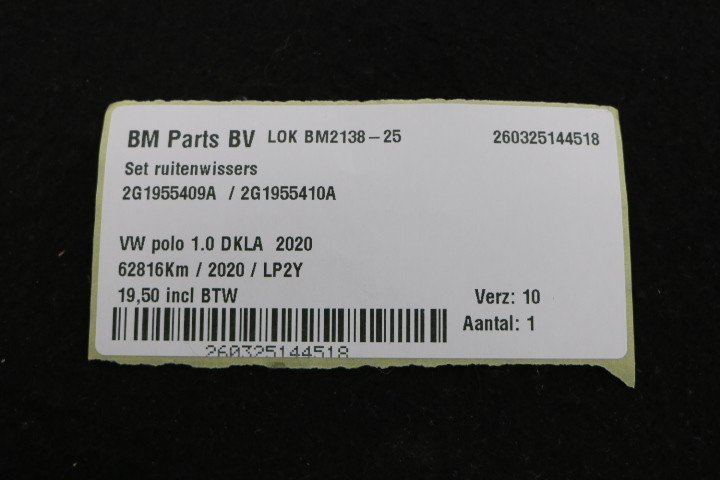 BM Parts BV LOK BM2138-25 260325144518
Set ruitenwissers
2G1955409A / 2G1955410A
VW polo 1.0 DKLA 2020
62816Km / 2020 / LP2Y
19,50 incl BTW Verz: 10
Aantal: 1
260325144518